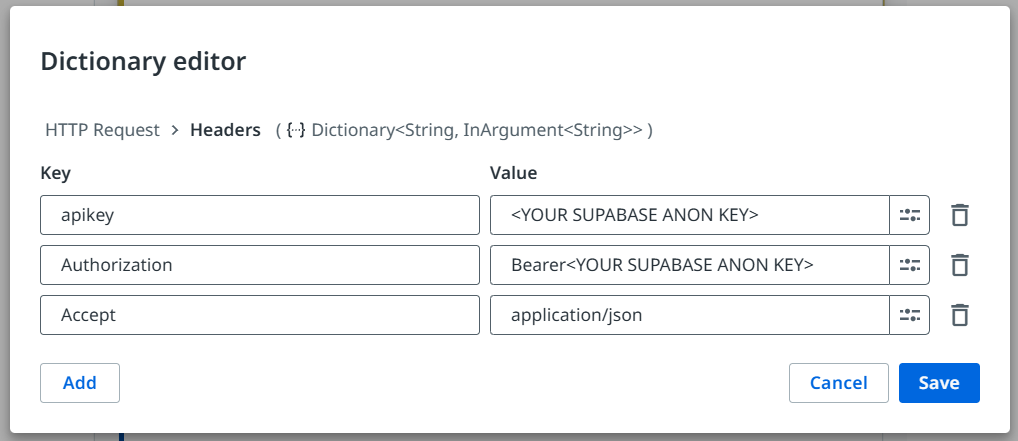 Dictionary editor
HTTP Request > Headers ( {··} Dictionary<String, InArgument<String>> )
Key Value
apikey <YOUR SUPABASE ANON KEY>
Authorization Bearer<YOUR SUPABASE ANON KEY>
Accept application/json
Add Cancel Save